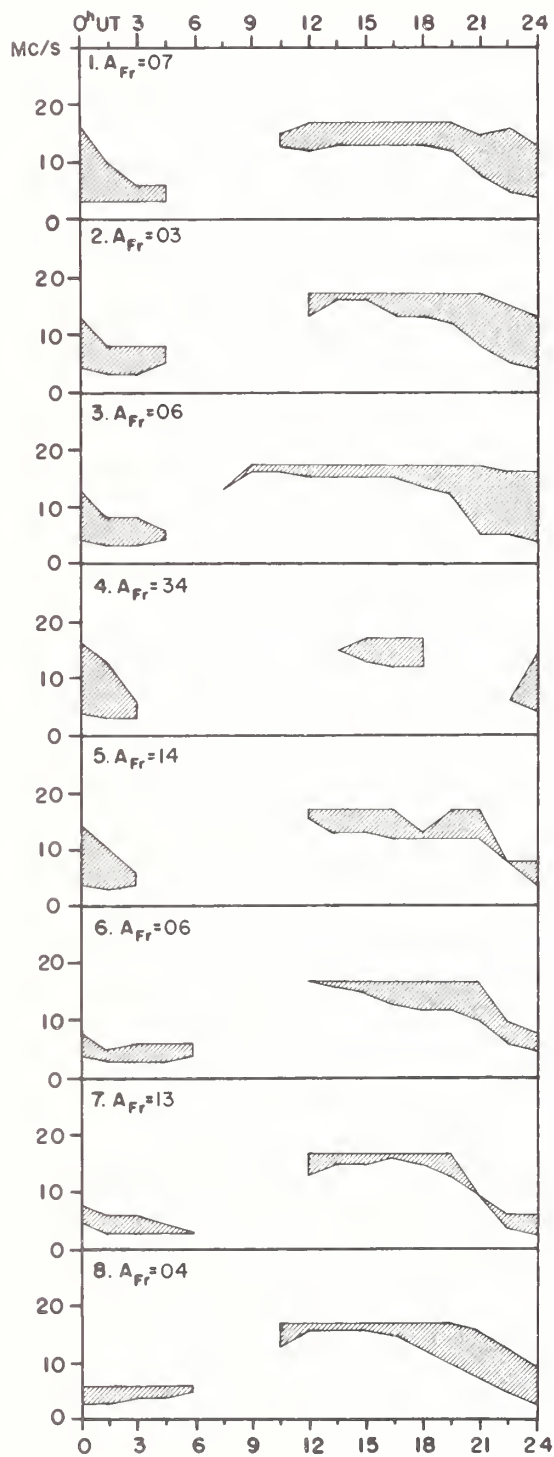 0ʰUT 3 6 9 12 15 18 21 24
MC/S
1. A_Fr=07
20
10
0
2. A_Fr=03
20
10
0
3. A_Fr=06
20
10
0
4. A_Fr=34
20
10
0
5. A_Fr=14
20
10
0
6. A_Fr=06
20
10
0
7. A_Fr=13
20
10
0
8. A_Fr=04
20
10
0
0 3 6 9 12 15 18 21 24